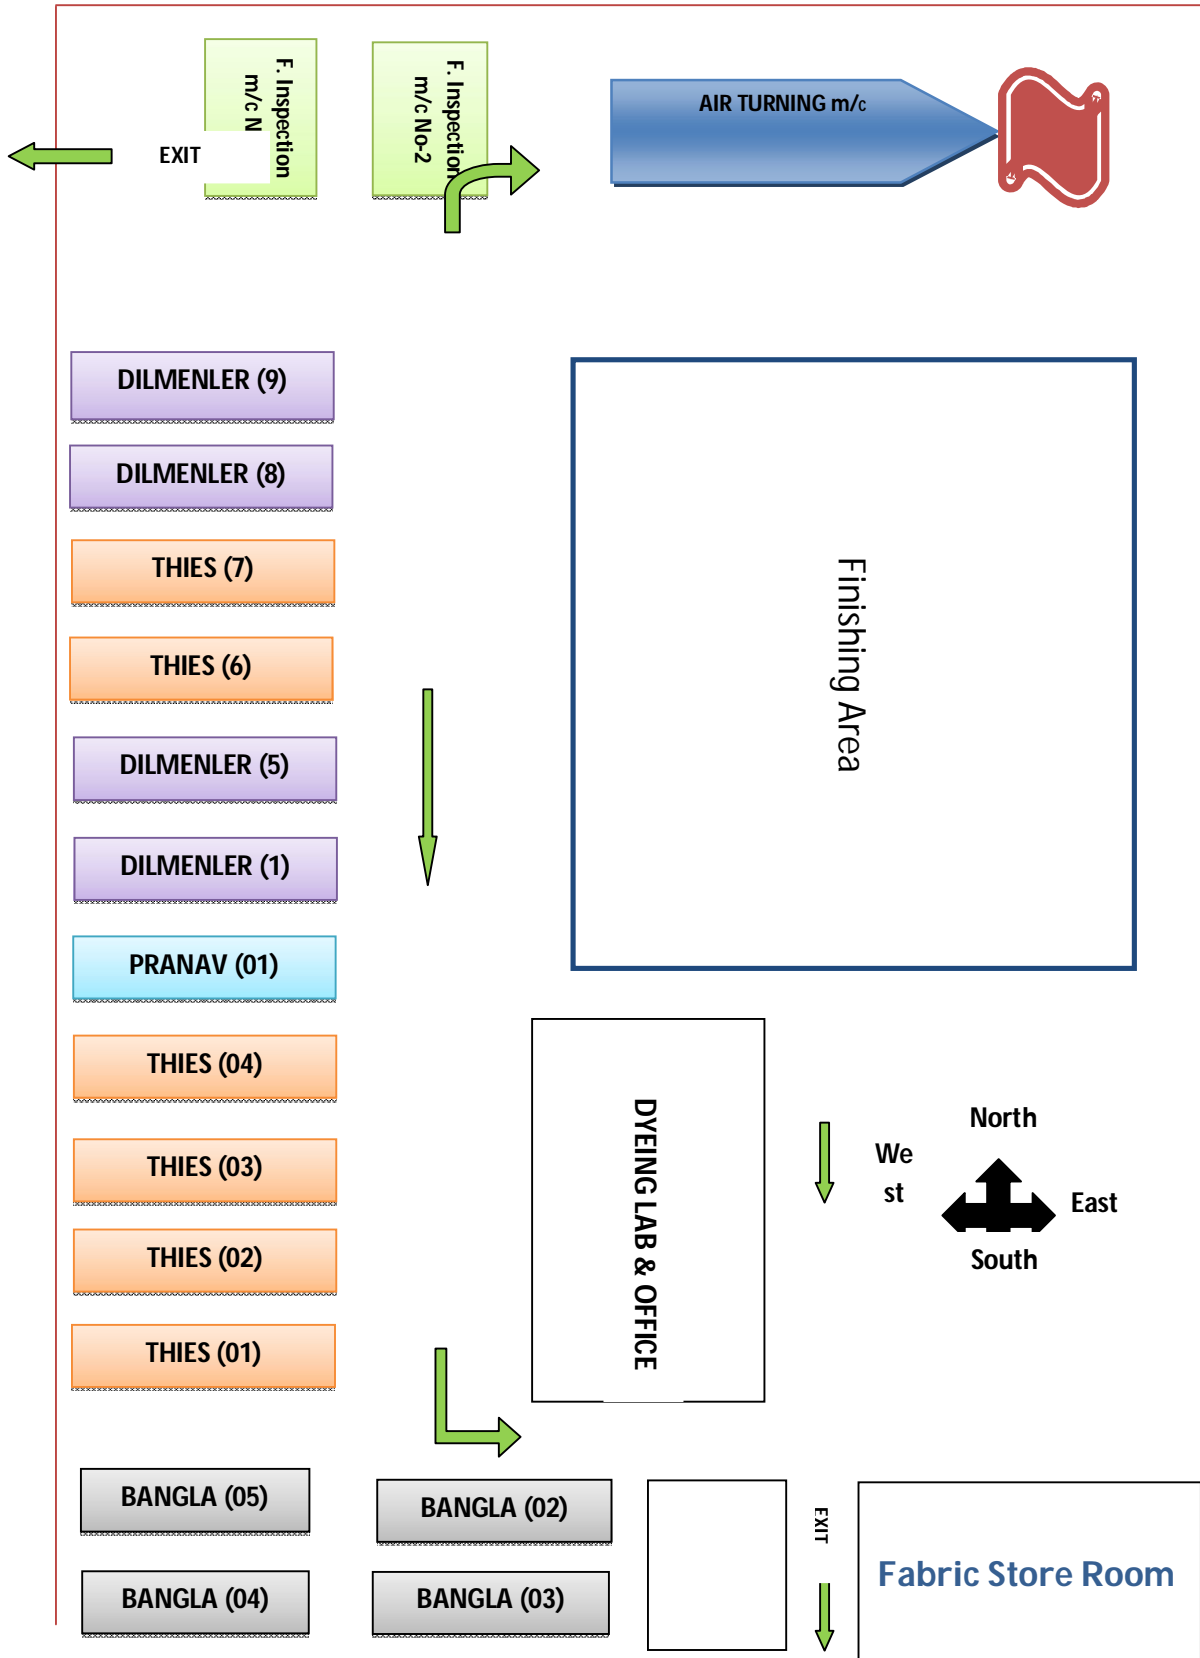 F. Inspection
m/c N
F. Inspection
m/c No-2
AIR TURNING m/c
EXIT
DILMENLER (9)
DILMENLER (8)
THIES (7)
THIES (6)
DILMENLER (5)
DILMENLER (1)
PRANAV (01)
THIES (04)
THIES (03)
THIES (02)
THIES (01)
Finishing Area
DYEING LAB & OFFICE
North
We
st
East
South
BANGLA (05)
BANGLA (02)
BANGLA (04)
BANGLA (03)
EXIT
Fabric Store Room